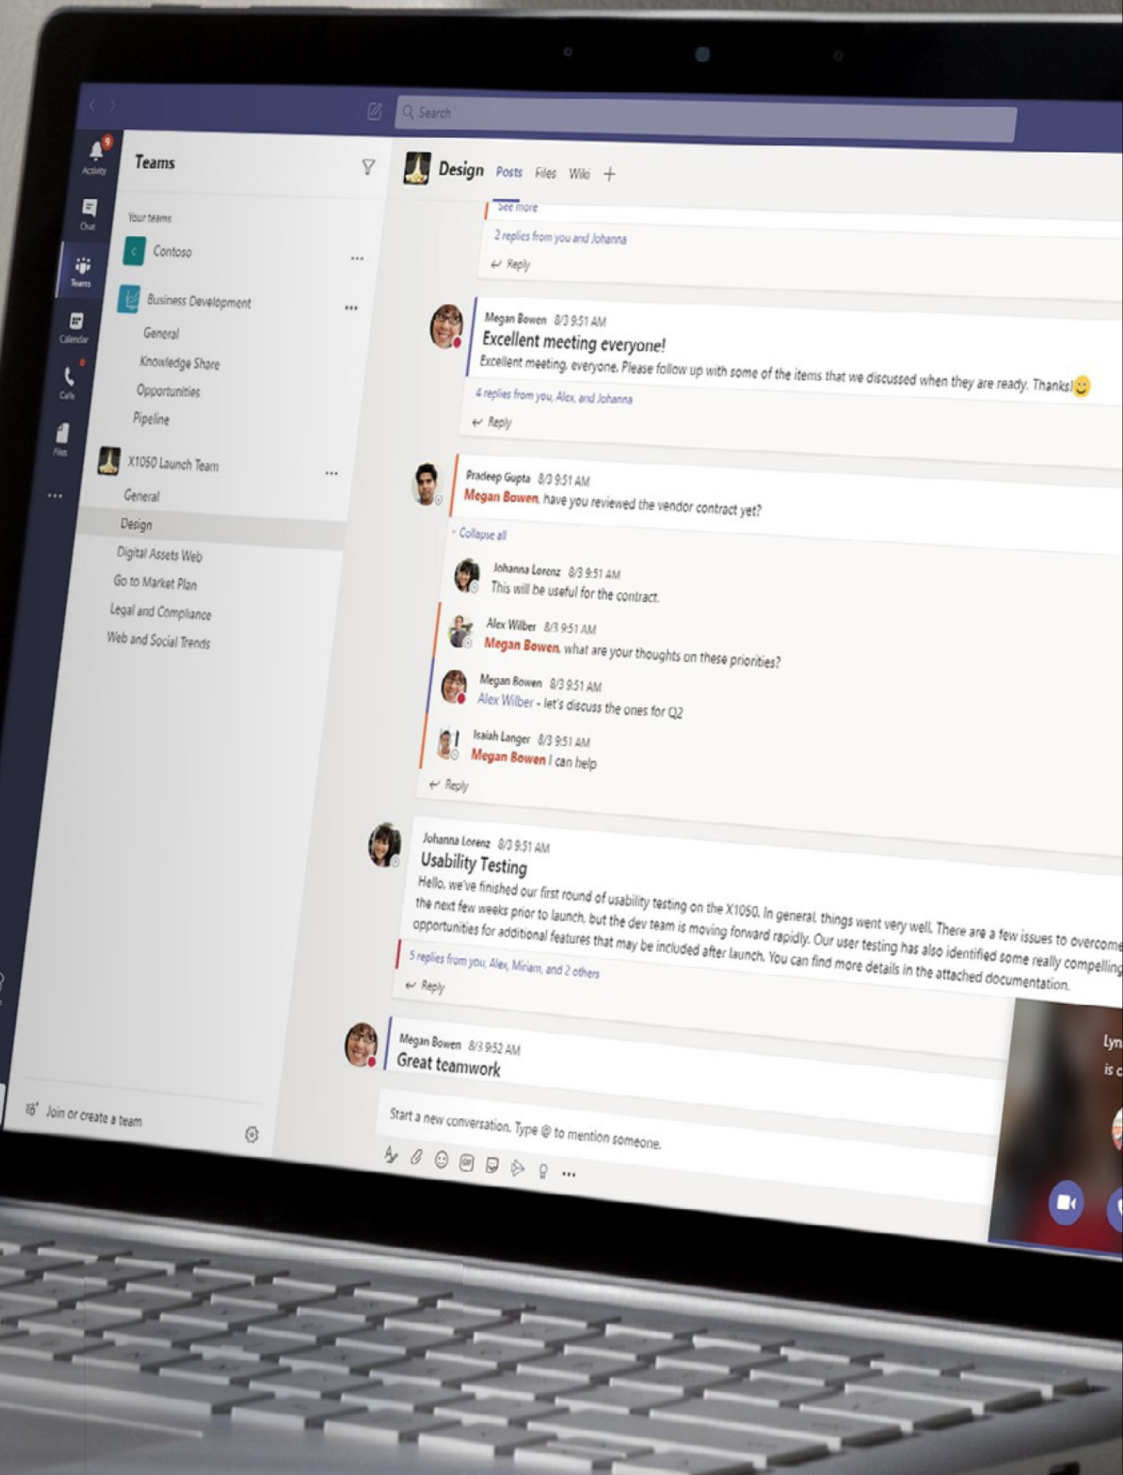 Search
9
Activity
Chat
Teams
Calendar
Calls
Files
Teams
Your teams
C Contoso
Business Development
General
Knowledge Share
Opportunities
Pipeline
X1050 Launch Team
General
Design
Digital Assets Web
Go to Market Plan
Legal and Compliance
Web and Social Trends
Join or create a team
Design Posts Files Wiki
See more
2 replies from you and Johanna
Reply
Megan Bowen 8/3 9:51 AM
Excellent meeting everyone!
Excellent meeting, everyone. Please follow up with some of the items that we discussed when they are ready. Thanks!
4 replies from you, Alex, and Johanna
Reply
Pradeep Gupta 8/3 9:51 AM
Megan Bowen, have you reviewed the vendor contract yet?
Collapse all
Johanna Lorenz 8/3 9:51 AM
This will be useful for the contract.
Alex Wilber 8/3 9:51 AM
Megan Bowen, what are your thoughts on these priorities?
Megan Bowen 8/3 9:51 AM
Alex Wilber - let's discuss the ones for Q2
Isaiah Langer 8/3 9:51 AM
Megan Bowen I can help
Reply
Johanna Lorenz 8/3 9:51 AM
Usability Testing
Hello, we've finished our first round of usability testing on the X1050. In general, things went very well. There are a few issues to overcome
the next few weeks prior to launch, but the dev team is moving forward rapidly. Our user testing has also identified some really compelling
opportunities for additional features that may be included after launch. You can find more details in the attached documentation.
5 replies from you, Alex, Miriam, and 2 others
Reply
Megan Bowen 8/3 9:52 AM
Great teamwork
Start a new conversation. Type @ to mention someone.
GIF
Lyn
is c